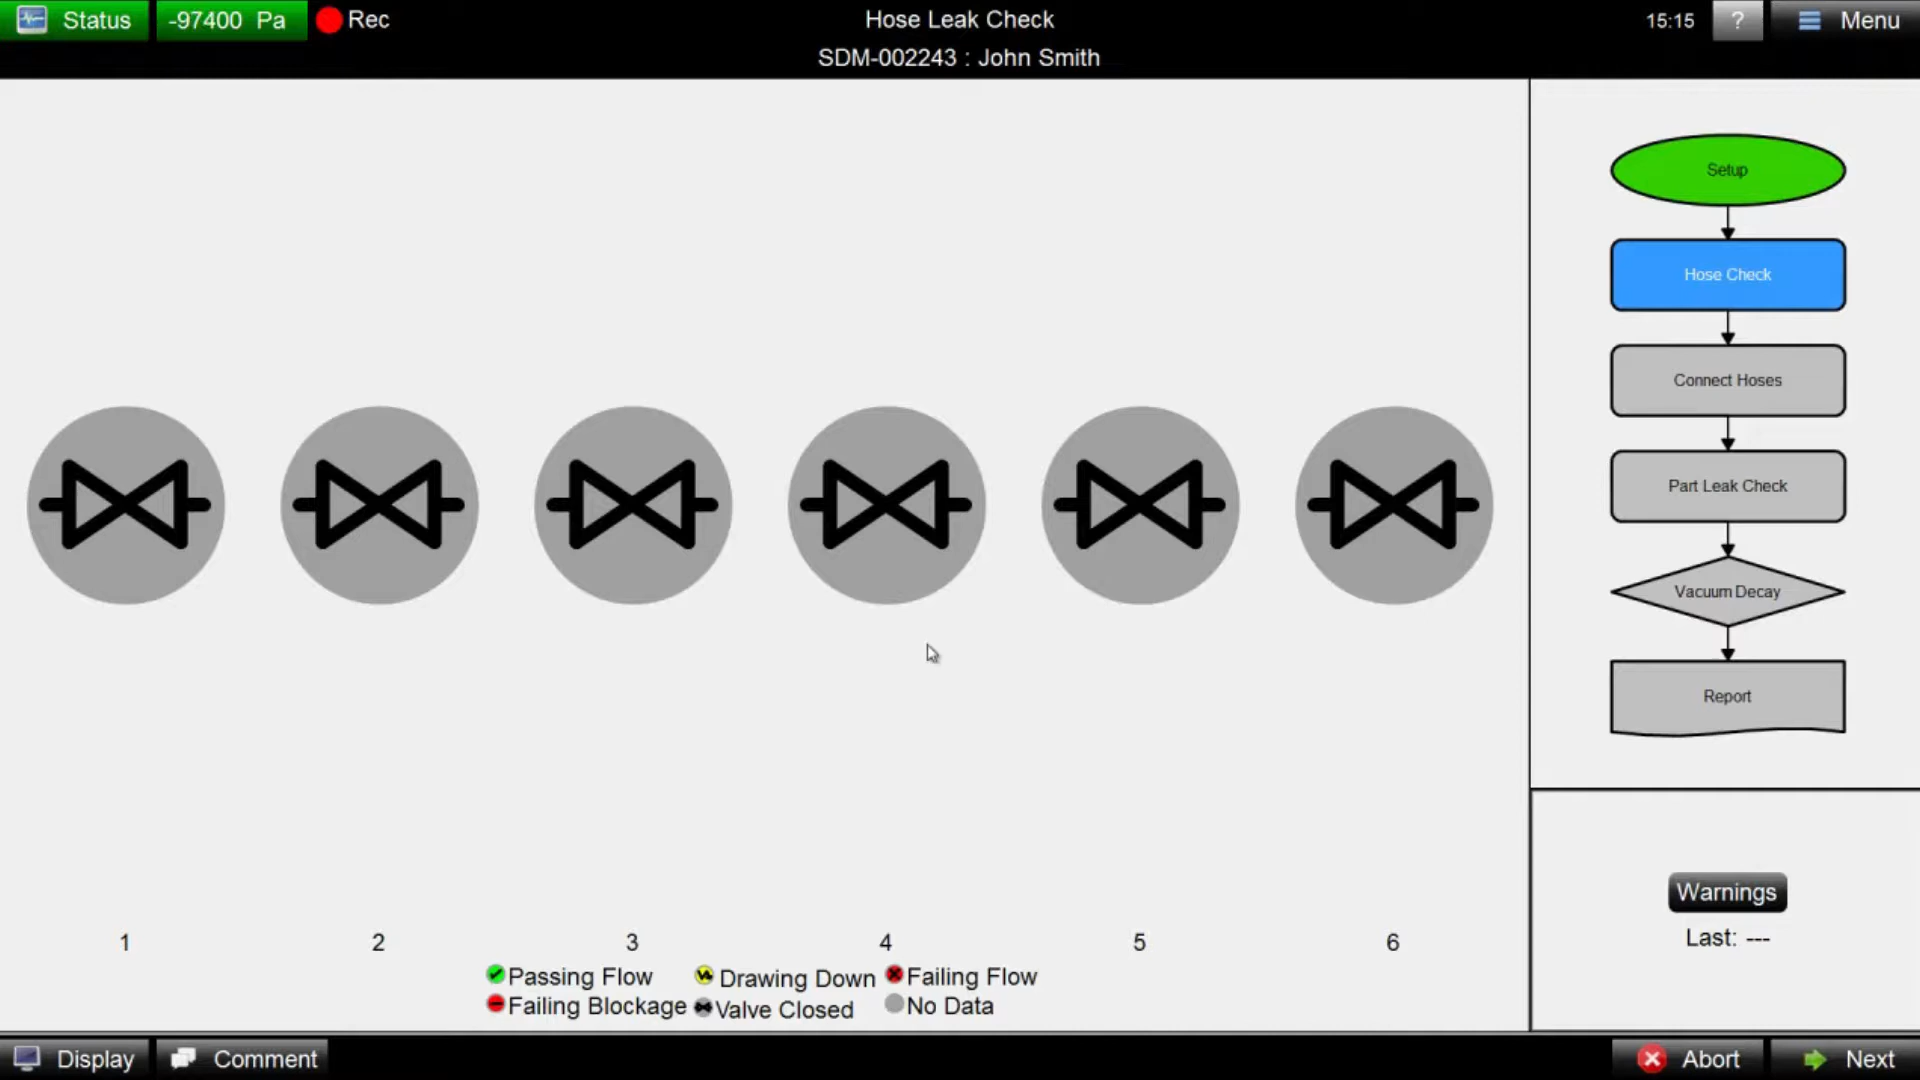 Status
-97400 Pa
Rec
Hose Leak Check
SDM-002243 : John Smith
15:15
?
Menu
Setup
Hose Check
Connect Hoses
Part Leak Check
Vacuum Decay
Report
Warnings
Last: ---
1 2 3 4 5 6
Passing Flow Drawing Down Failing Flow
Failing Blockage Valve Closed No Data
Display
Comment
Abort
Next